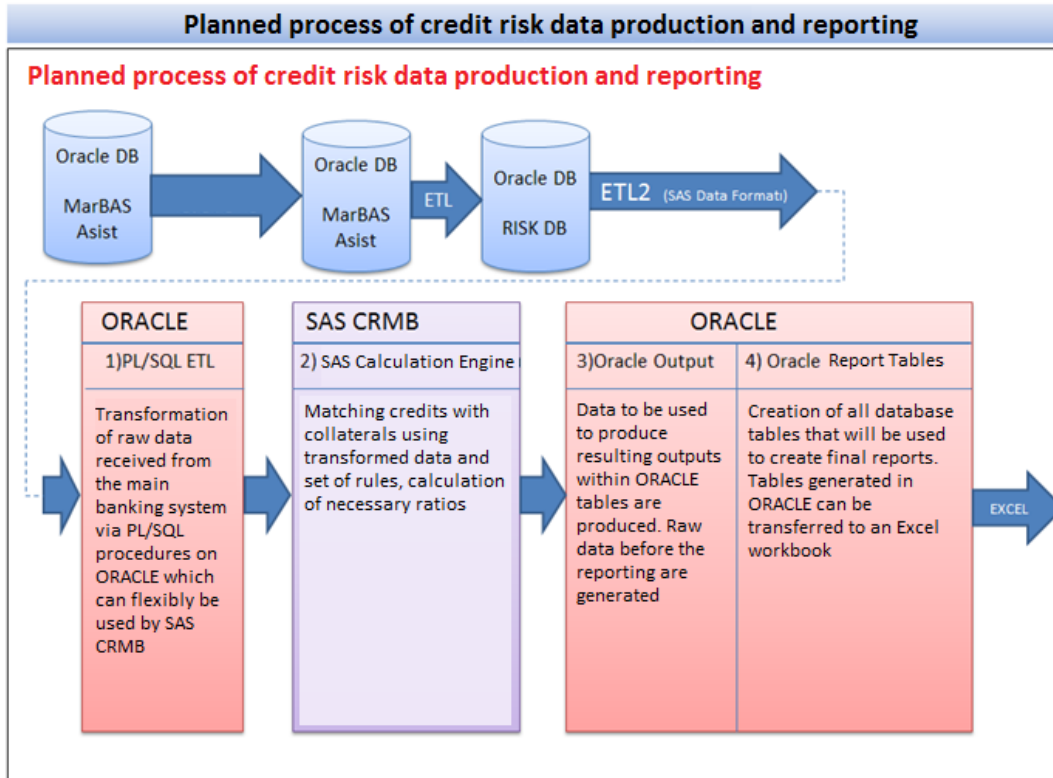 Planned process of credit risk data production and reporting
Planned process of credit risk data production and reporting
Oracle DB
MarBAS
Asist
Oracle DB
MarBAS
Asist
ETL
Oracle DB
RISK DB
ETL2 (SAS Data Formatı)
ORACLE
1)PL/SQL ETL
Transformation
of raw data
received from
the main
banking system
via PL/SQL
procedures on
ORACLE which
can flexibly be
used by SAS
CRMB
SAS CRMB
2) SAS Calculation Engine
Matching credits with
collaterals using
transformed data and
set of rules, calculation
of necessary ratios
ORACLE
3)Oracle Output
Data to be used
to produce
resulting outputs
within ORACLE
tables are
produced. Raw
data before the
reporting are
generated
4) Oracle Report Tables
Creation of all database
tables that will be used
to create final reports.
Tables generated in
ORACLE can be
transferred to an Excel
workbook
EXCEL